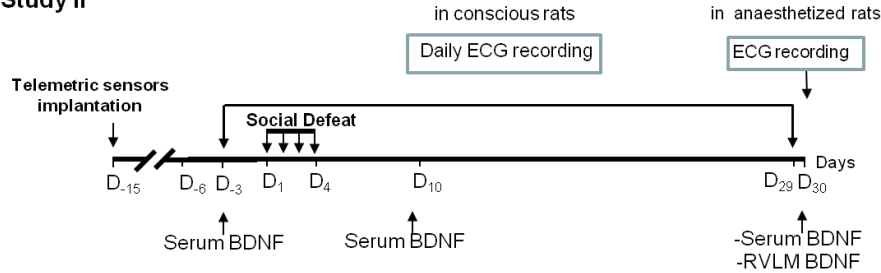 Study II
in conscious rats
in anaesthetized rats
Daily ECG recording
ECG recording
Telemetric sensors
implantation
Social Defeat
Days
D-15
D-6
D-3
D1
D4
D10
D29
D30
Serum BDNF
Serum BDNF
-Serum BDNF
-RVLM BDNF